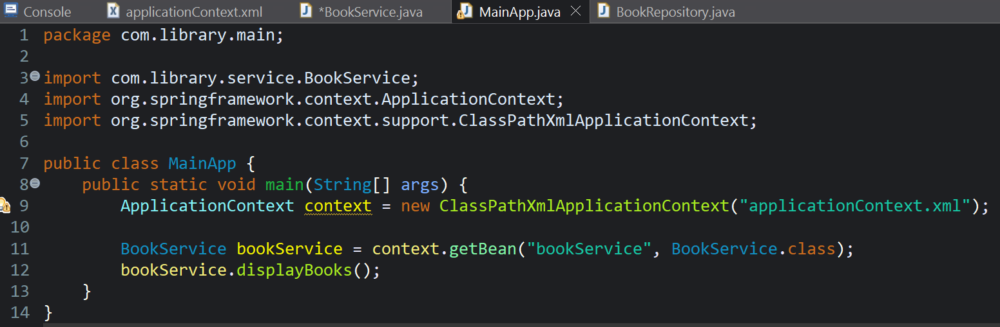 Console applicationContext.xml *BookService.java MainApp.java BookRepository.java
1 package com.library.main;
2
3 import com.library.service.BookService;
4 import org.springframework.context.ApplicationContext;
5 import org.springframework.context.support.ClassPathXmlApplicationContext;
6
7 public class MainApp {
8     public static void main(String[] args) {
9         ApplicationContext context = new ClassPathXmlApplicationContext("applicationContext.xml");
10
11         BookService bookService = context.getBean("bookService", BookService.class);
12         bookService.displayBooks();
13     }
14 }